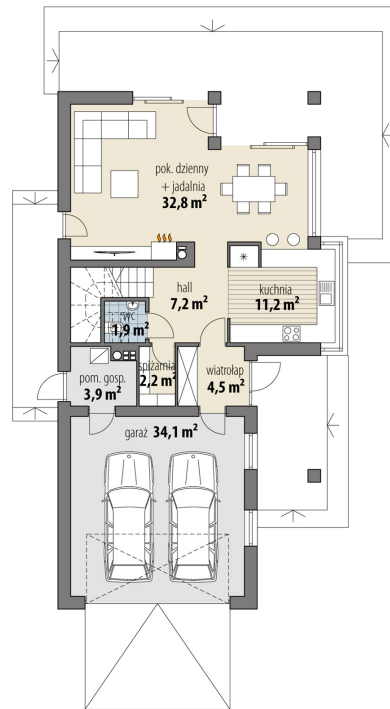 pok. dzienny
+ jadalnia
32,8 m²
hall
7,2 m²
kuchnia
11,2 m²
wc
1,9 m²
spiżarnia
2,2 m²
wiatrołap
4,5 m²
pom. gosp.
3,9 m²
garaż 34,1 m²